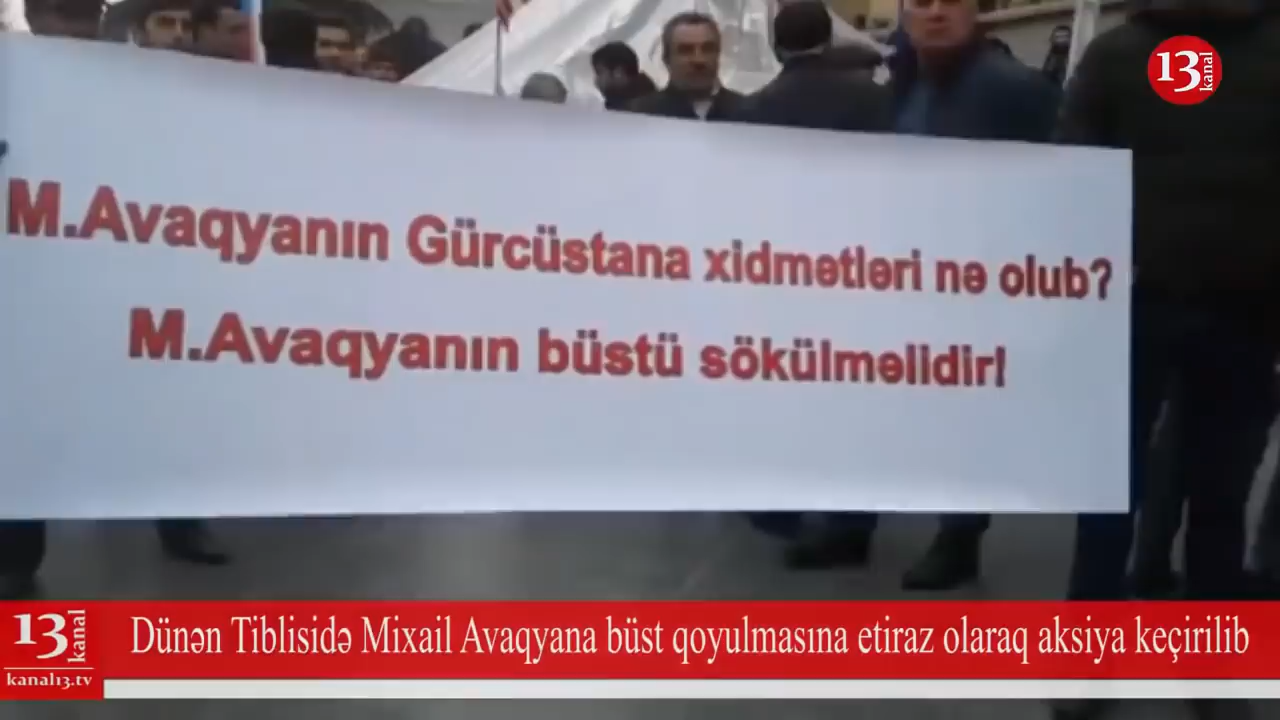 13
kanal
M.Avaqyanın Gürcüstana xidmətləri nə olub?
M.Avaqyanın büstü sökülməlidir!
13
kanal
kanal13.tv
Dünən Tiblisidə Mixail Avaqyana büst qoyulmasına etiraz olaraq aksiya keçirilib